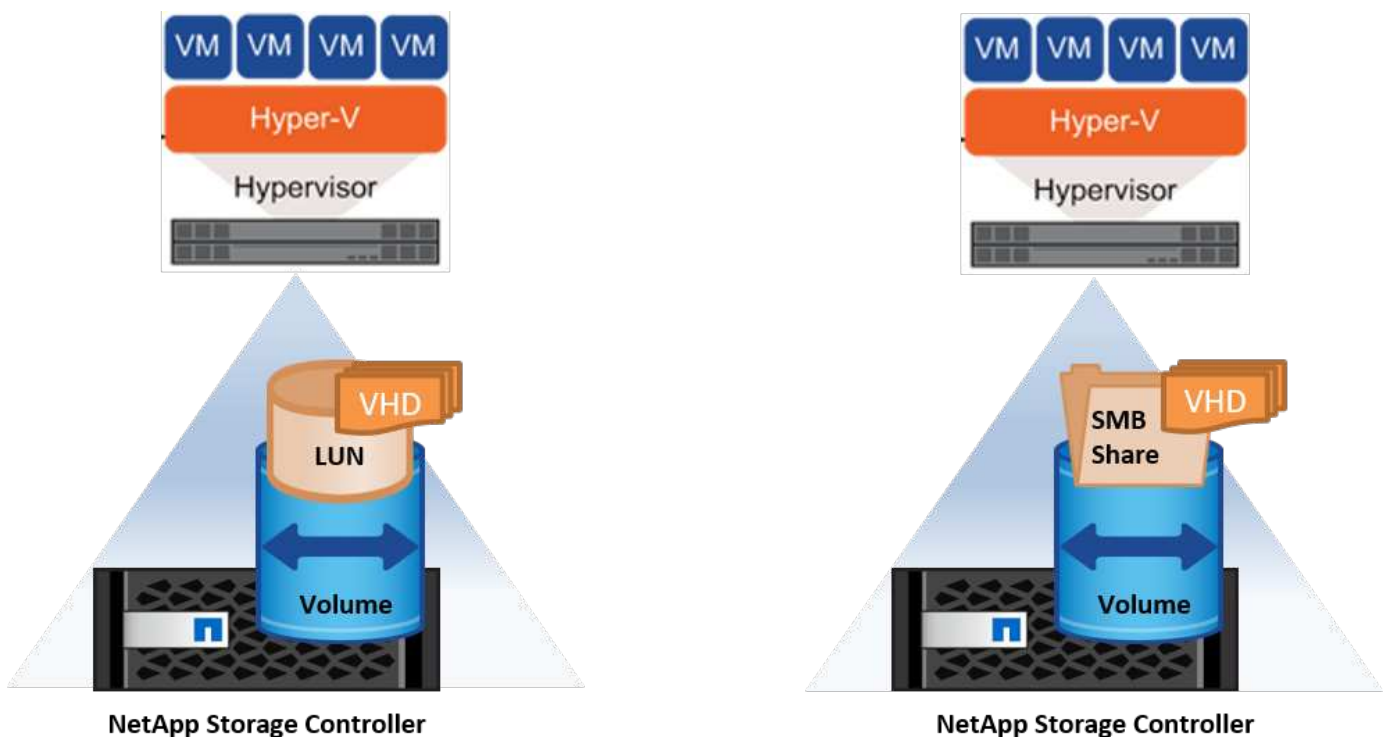 VM VM VM VM
Hyper-V
Hypervisor
VHD
LUN
Volume
NetApp Storage Controller
VM VM VM VM
Hyper-V
Hypervisor
VHD
SMB
Share
Volume
NetApp Storage Controller